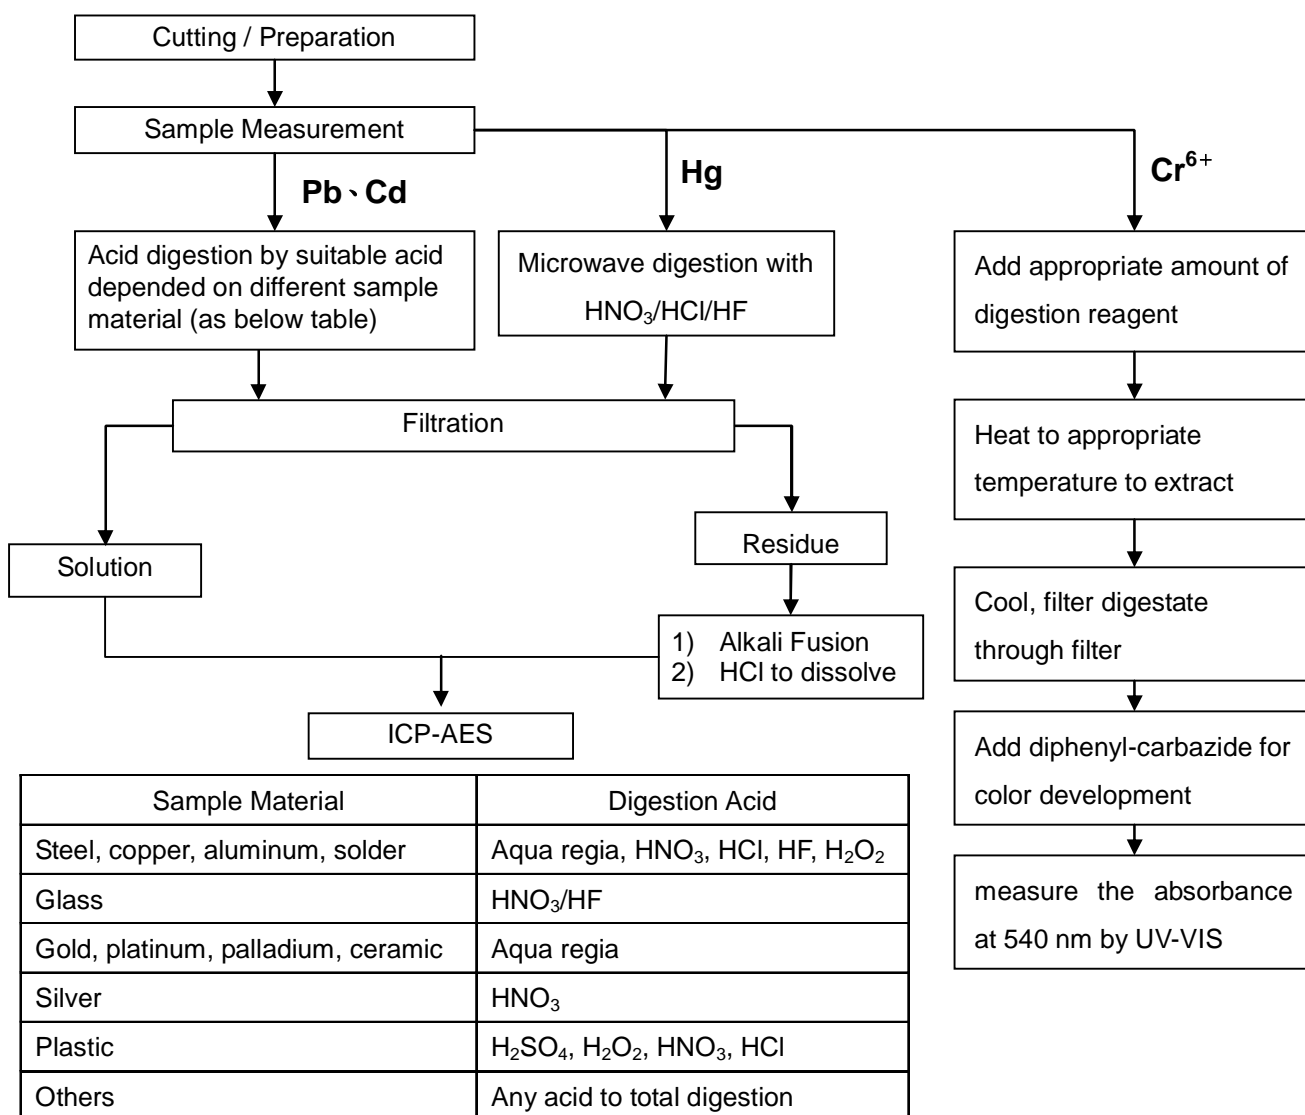 Cutting / Preparation
Sample Measurement
Pb、Cd
Hg
Cr⁶⁺
Acid digestion by suitable acid
depended on different sample
material (as below table)
Microwave digestion with
HNO₃/HCl/HF
Add appropriate amount of
digestion reagent
Filtration
Heat to appropriate
temperature to extract
Solution
Residue
Cool, filter digestate
through filter
1) Alkali Fusion
2) HCl to dissolve
ICP-AES
Add diphenyl-carbazide for
color development
measure the absorbance
at 540 nm by UV-VIS
Sample Material Digestion Acid
Steel, copper, aluminum, solder Aqua regia, HNO₃, HCl, HF, H₂O₂
Glass HNO₃/HF
Gold, platinum, palladium, ceramic Aqua regia
Silver HNO₃
Plastic H₂SO₄, H₂O₂, HNO₃, HCl
Others Any acid to total digestion